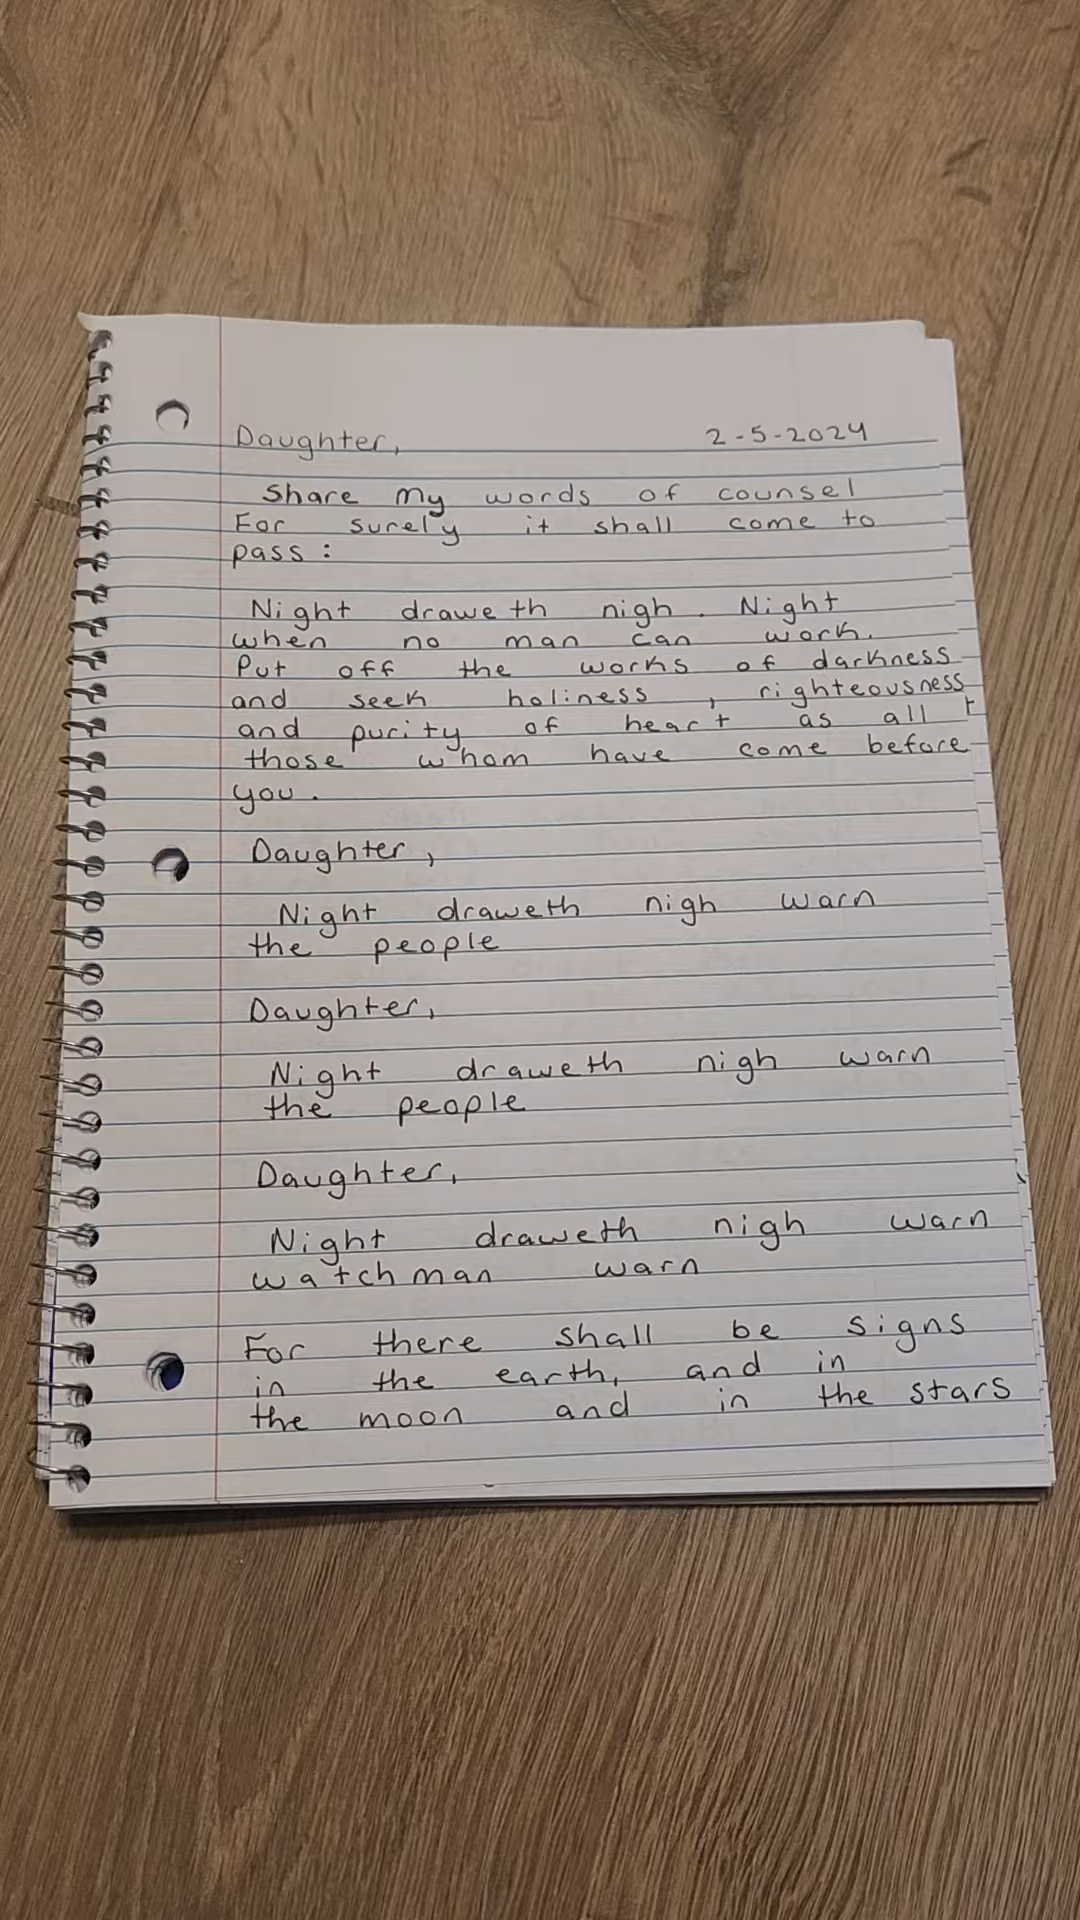 Daughter, 2-5-2024
Share my words of counsel
For surely it shall come to
pass:
Night draweth nigh. Night
when no man can work.
Put off the works of darkness
and seek holiness, righteousness
and purity of heart as all
those whom have come before
you.
Daughter,
Night draweth nigh warn
the people
Daughter,
Night draweth nigh warn
the people
Daughter,
Night draweth nigh warn
watchman warn
For there shall be signs
in the earth, and in
the moon and in the stars